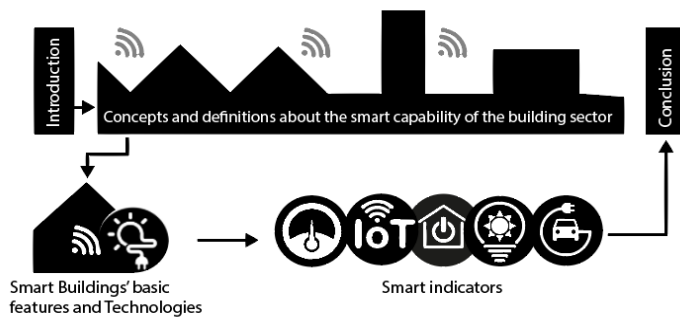 Introduction
Concepts and definitions about the smart capability of the building sector
Conclusion
IoT
Smart Buildings' basic
features and Technologies
Smart indicators